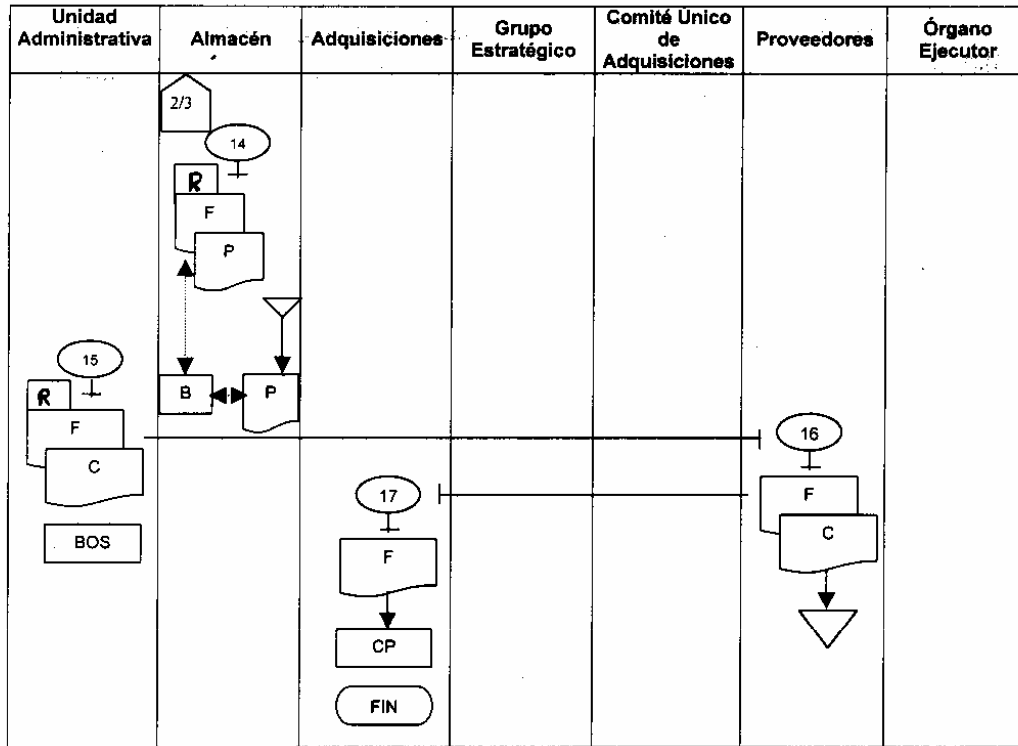 Unidad
Administrativa
Almacén
Adquisiciones
Grupo
Estratégico
Comité Único
de
Adquisiciones
Proveedores
Órgano
Ejecutor
2/3
14
R
F
P
15
R
F
C
BOS
B
P
16
F
C
17
F
CP
FIN